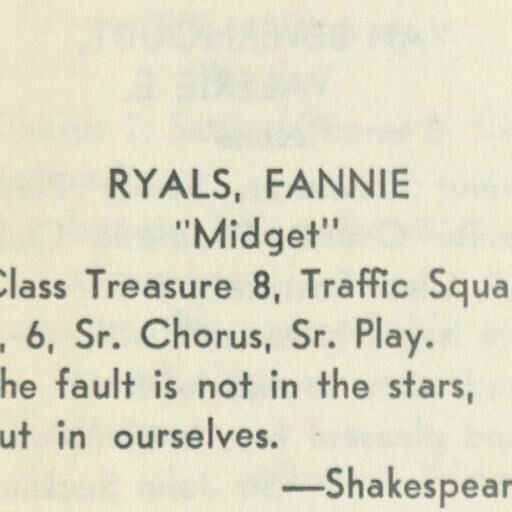 RYALS, FANNIE
"Midget"
Class Treasure 8, Traffic Squa
, 6, Sr. Chorus, Sr. Play.
he fault is not in the stars,
ut in ourselves.
—Shakespear